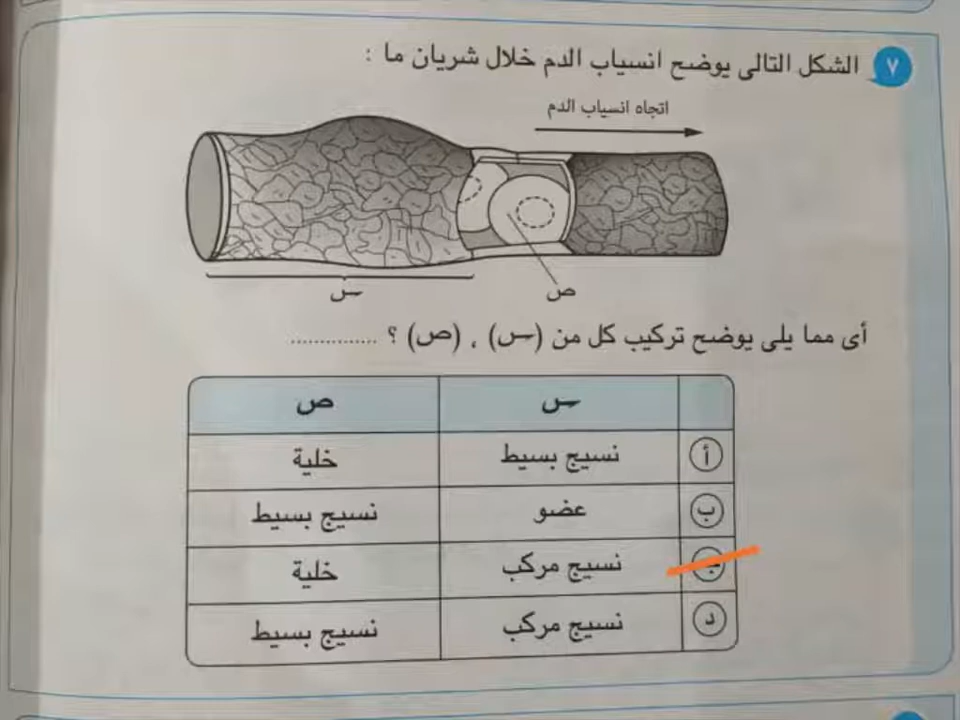 ٧ الشكل التالى يوضح انسياب الدم خلال شريان ما :
اتجاه انسياب الدم
س
ص
أى مما يلى يوضح تركيب كل من (س) ، (ص) ؟ ..............
س ص
أ نسيج بسيط خلية
ب عضو نسيج بسيط
ج نسيج مركب خلية
د نسيج مركب نسيج بسيط